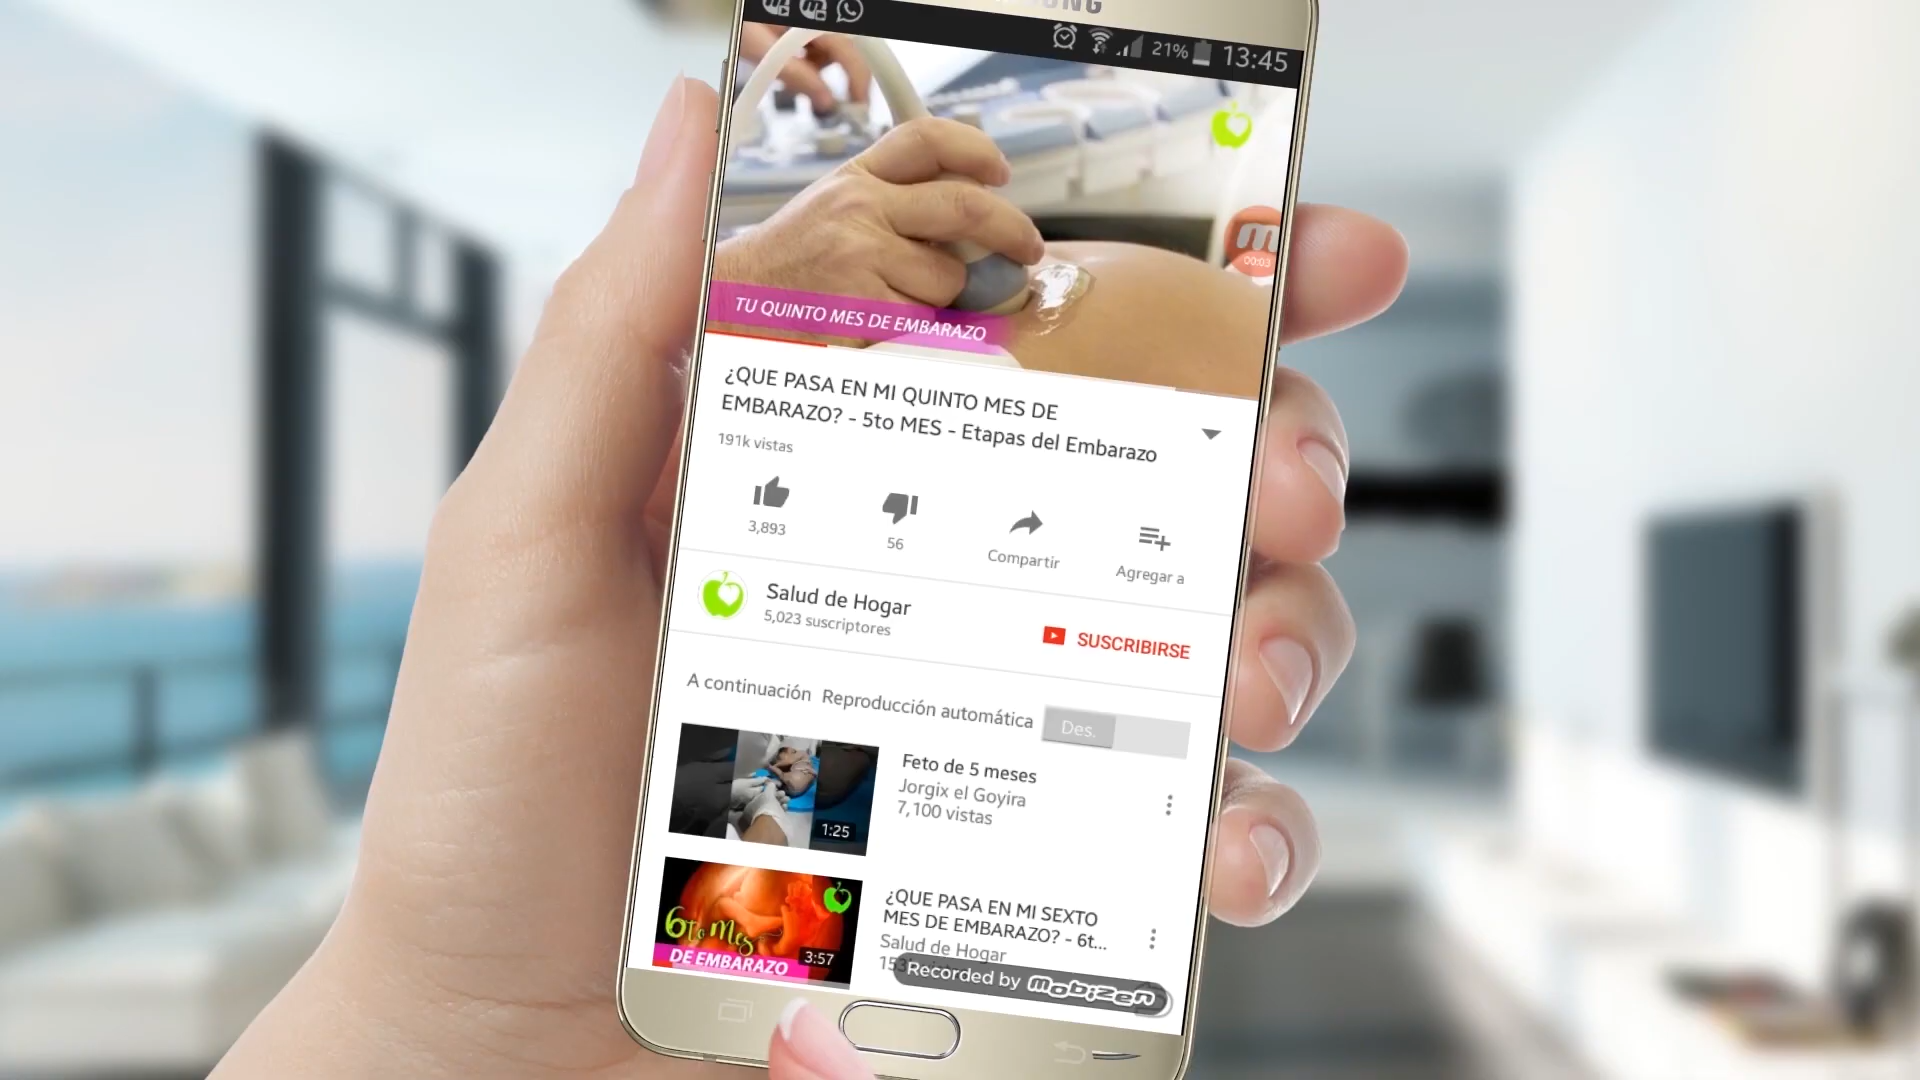 21% 13:45
00:03
TU QUINTO MES DE EMBARAZO
¿QUE PASA EN MI QUINTO MES DE
EMBARAZO? - 5to MES - Etapas del Embarazo
191k vistas
3,893
56
Compartir
Agregar a
Salud de Hogar
5,023 suscriptores
SUSCRIBIRSE
A continuación Reproducción automática Des.
Feto de 5 meses
Jorgix el Goyira
7,100 vistas
1:25
¿QUE PASA EN MI SEXTO
MES DE EMBARAZO? - 6t...
Salud de Hogar
6to Mes
DE EMBARAZO
3:57
Recorded by mobizen